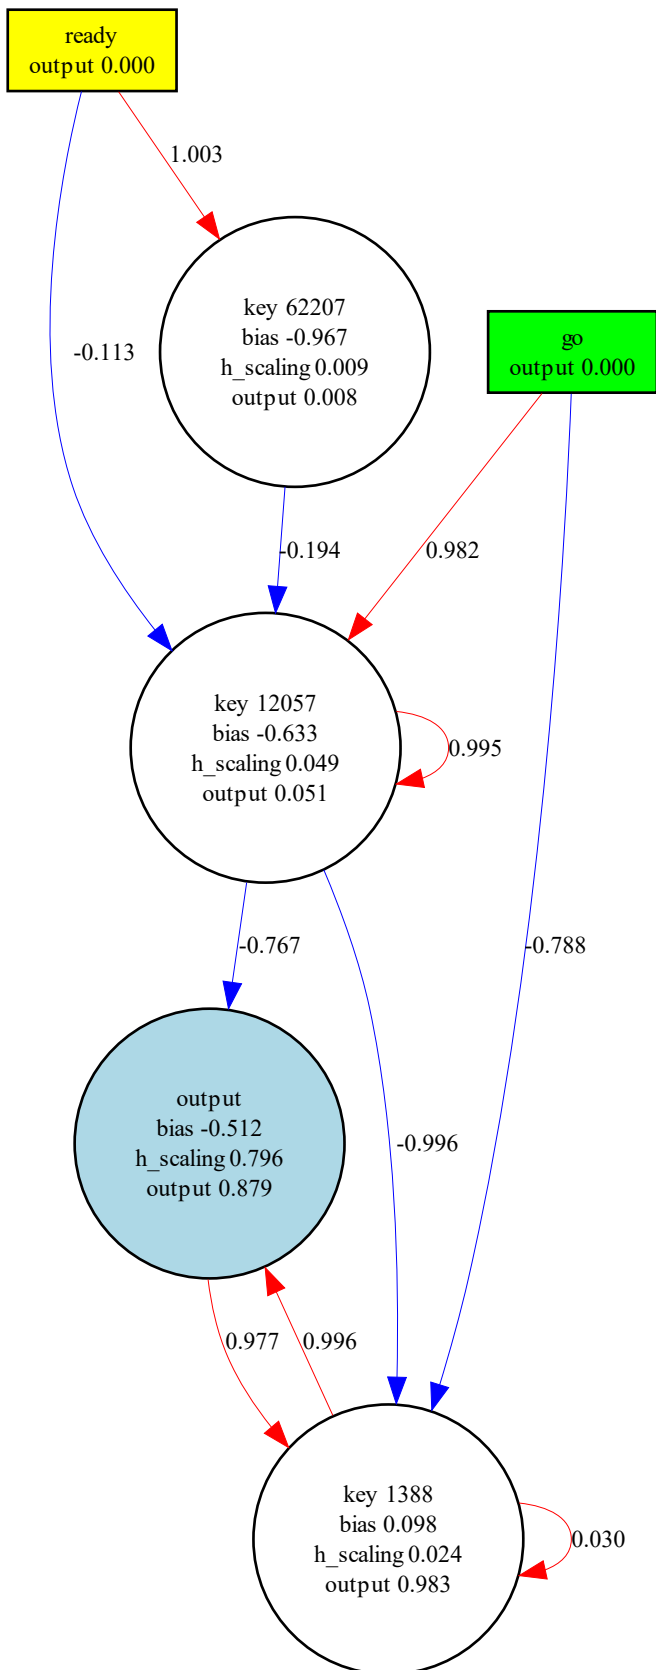 ready
output 0.000
1.003
key 62207
bias -0.967
h_scaling 0.009
output 0.008
go
output 0.000
-0.113
-0.194
0.982
key 12057
bias -0.633
h_scaling 0.049
output 0.051
0.995
-0.767
-0.788
output
bias -0.512
h_scaling 0.796
output 0.879
-0.996
0.977
0.996
key 1388
bias 0.098
h_scaling 0.024
output 0.983
0.030